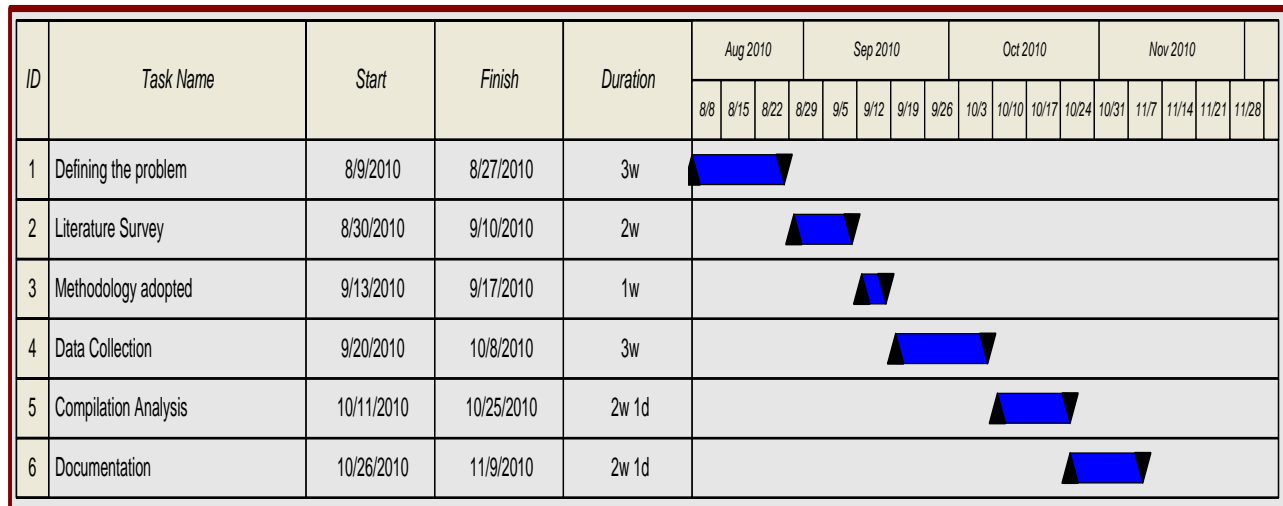 ID Task Name Start Finish Duration Aug 2010 Sep 2010 Oct 2010 Nov 2010
8/8 8/15 8/22 8/29 9/5 9/12 9/19 9/26 10/3 10/10 10/17 10/24 10/31 11/7 11/14 11/21 11/28
1 Defining the problem 8/9/2010 8/27/2010 3w
2 Literature Survey 8/30/2010 9/10/2010 2w
3 Methodology adopted 9/13/2010 9/17/2010 1w
4 Data Collection 9/20/2010 10/8/2010 3w
5 Compilation Analysis 10/11/2010 10/25/2010 2w 1d
6 Documentation 10/26/2010 11/9/2010 2w 1d